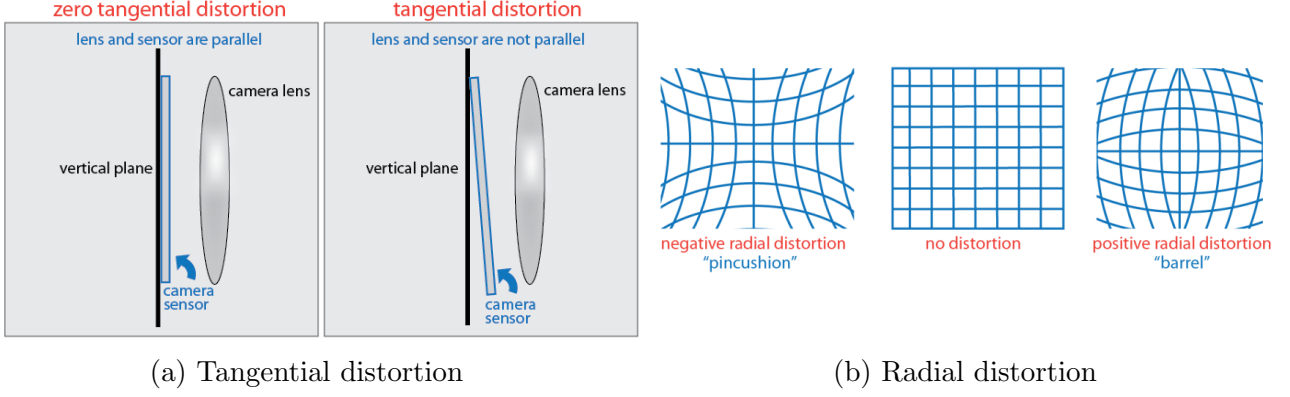 zero tangential distortion
lens and sensor are parallel
camera lens
vertical plane
camera
sensor
tangential distortion
lens and sensor are not parallel
camera lens
vertical plane
camera
sensor
(a) Tangential distortion
negative radial distortion
“pincushion”
no distortion
positive radial distortion
“barrel”
(b) Radial distortion